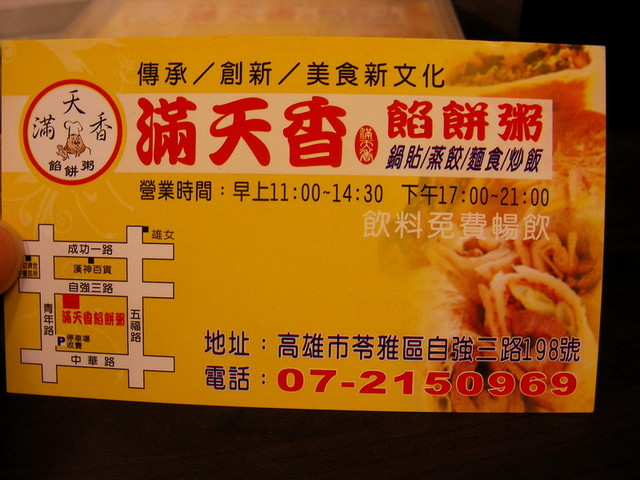 傳承／創新／美食新文化
天
滿 香
餡餅粥
滿天香 餡餅粥
滿天香
鍋貼/蒸餃/麵食/炒飯
營業時間：早上11:00~14:30 下午17:00~21:00
飲料免費暢飲
雄女
成功一路
漢神百貨
自強三路
青年路
滿天香餡餅粥
五福路
P 停車場
收費
中華路
地址：高雄市苓雅區自強三路198號
電話：07-2150969